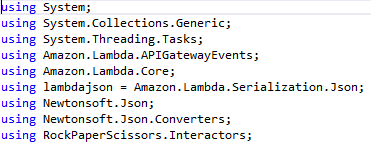 using System;
using System.Collections.Generic;
using System.Threading.Tasks;
using Amazon.Lambda.APIGatewayEvents;
using Amazon.Lambda.Core;
using lambdajson = Amazon.Lambda.Serialization.Json;
using Newtonsoft.Json;
using Newtonsoft.Json.Converters;
using RockPaperScissors.Interactors;